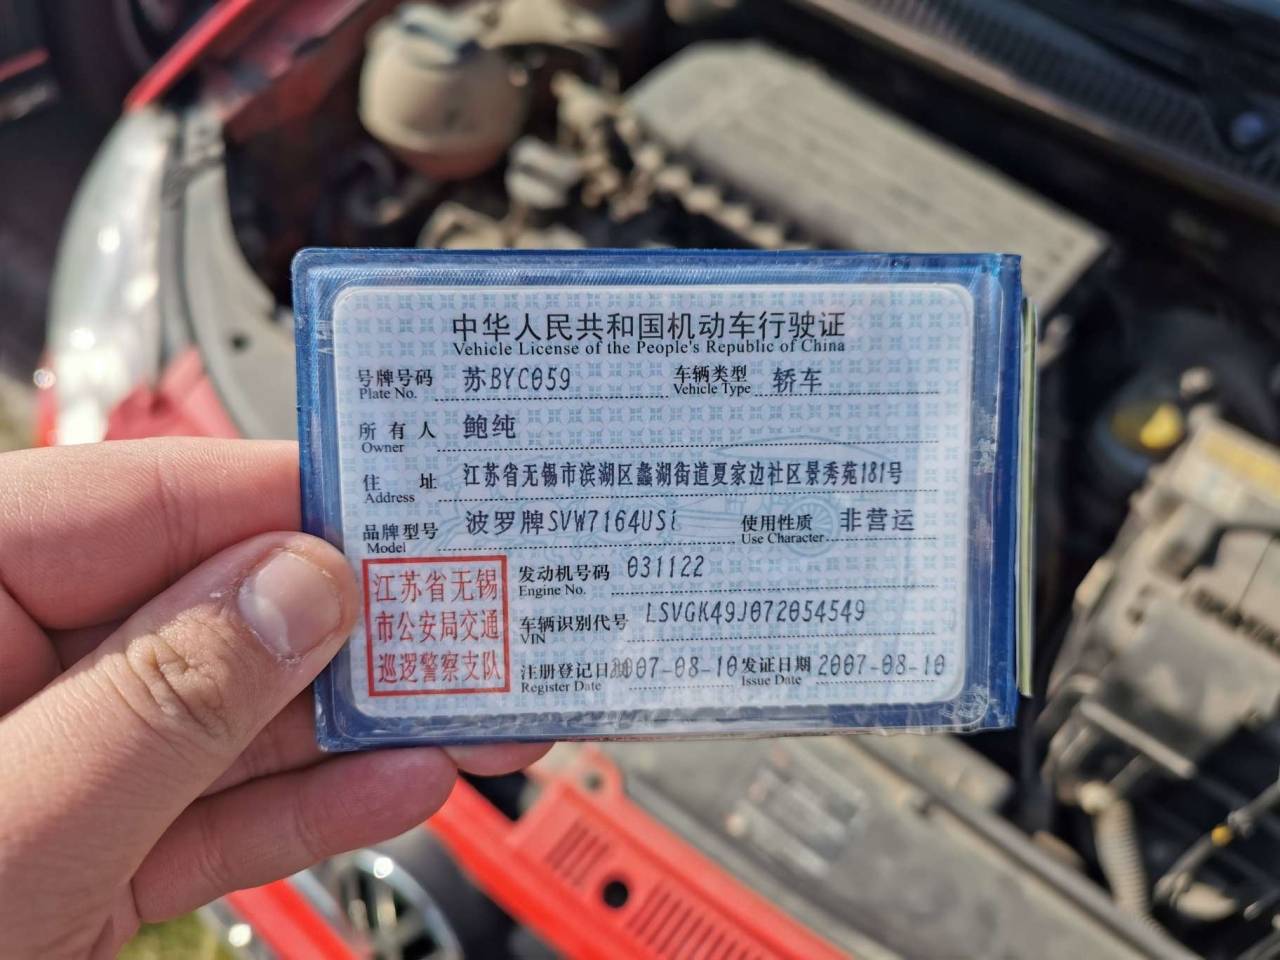 中华人民共和国机动车行驶证
Vehicle License of the People's Republic of China
号牌号码 苏BYC059 车辆类型 轿车
Plate No. Vehicle Type
所有人 鲍纯
Owner
住址 江苏省无锡市滨湖区蠡湖街道夏家边社区景秀苑181号
Address
品牌型号 波罗牌SVW7164USi 使用性质 非营运
Model Use Character
江苏省无锡
市公安局交通
巡逻警察支队
发动机号码 031122
Engine No.
车辆识别代号 LSVGK49J072054549
VIN
注册登记日期 2007-08-10 发证日期 2007-08-10
Register Date Issue Date